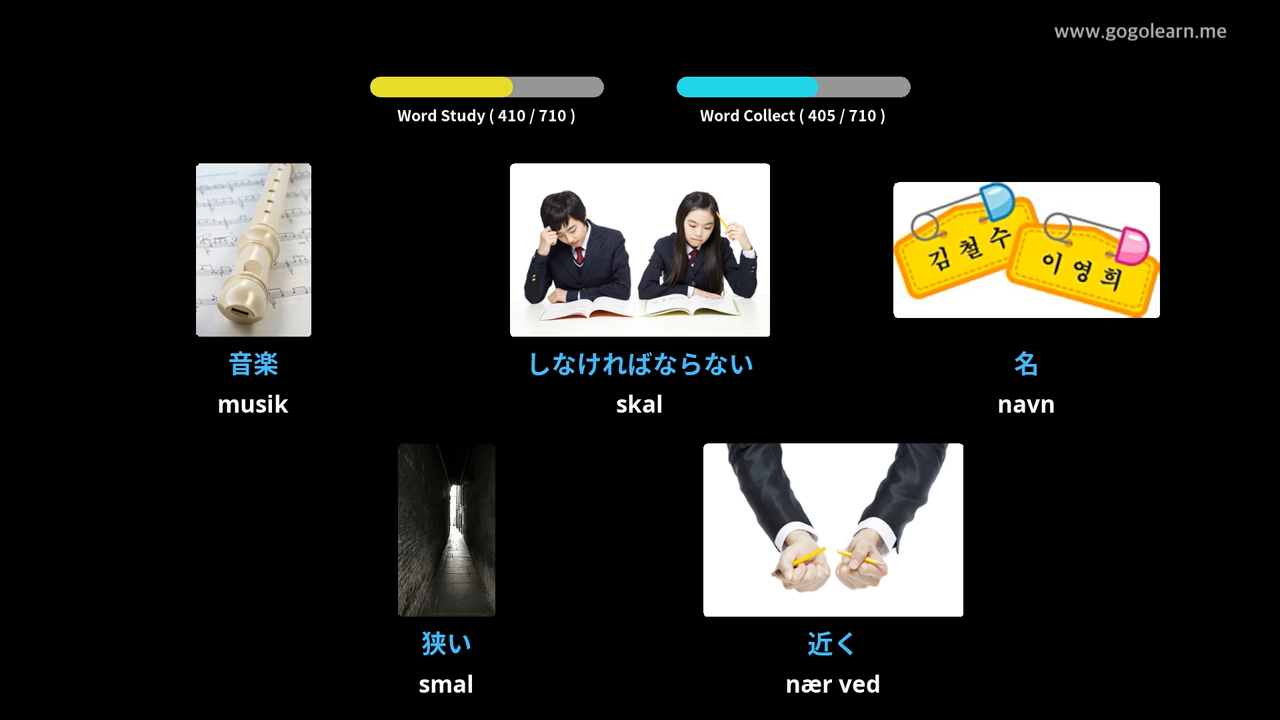 www.gogolearn.me
Word Study ( 410 / 710 )
Word Collect ( 405 / 710 )
김철수
이영희
音楽
しなければならない
名
musik
skal
navn
狭い
近く
smal
nær ved